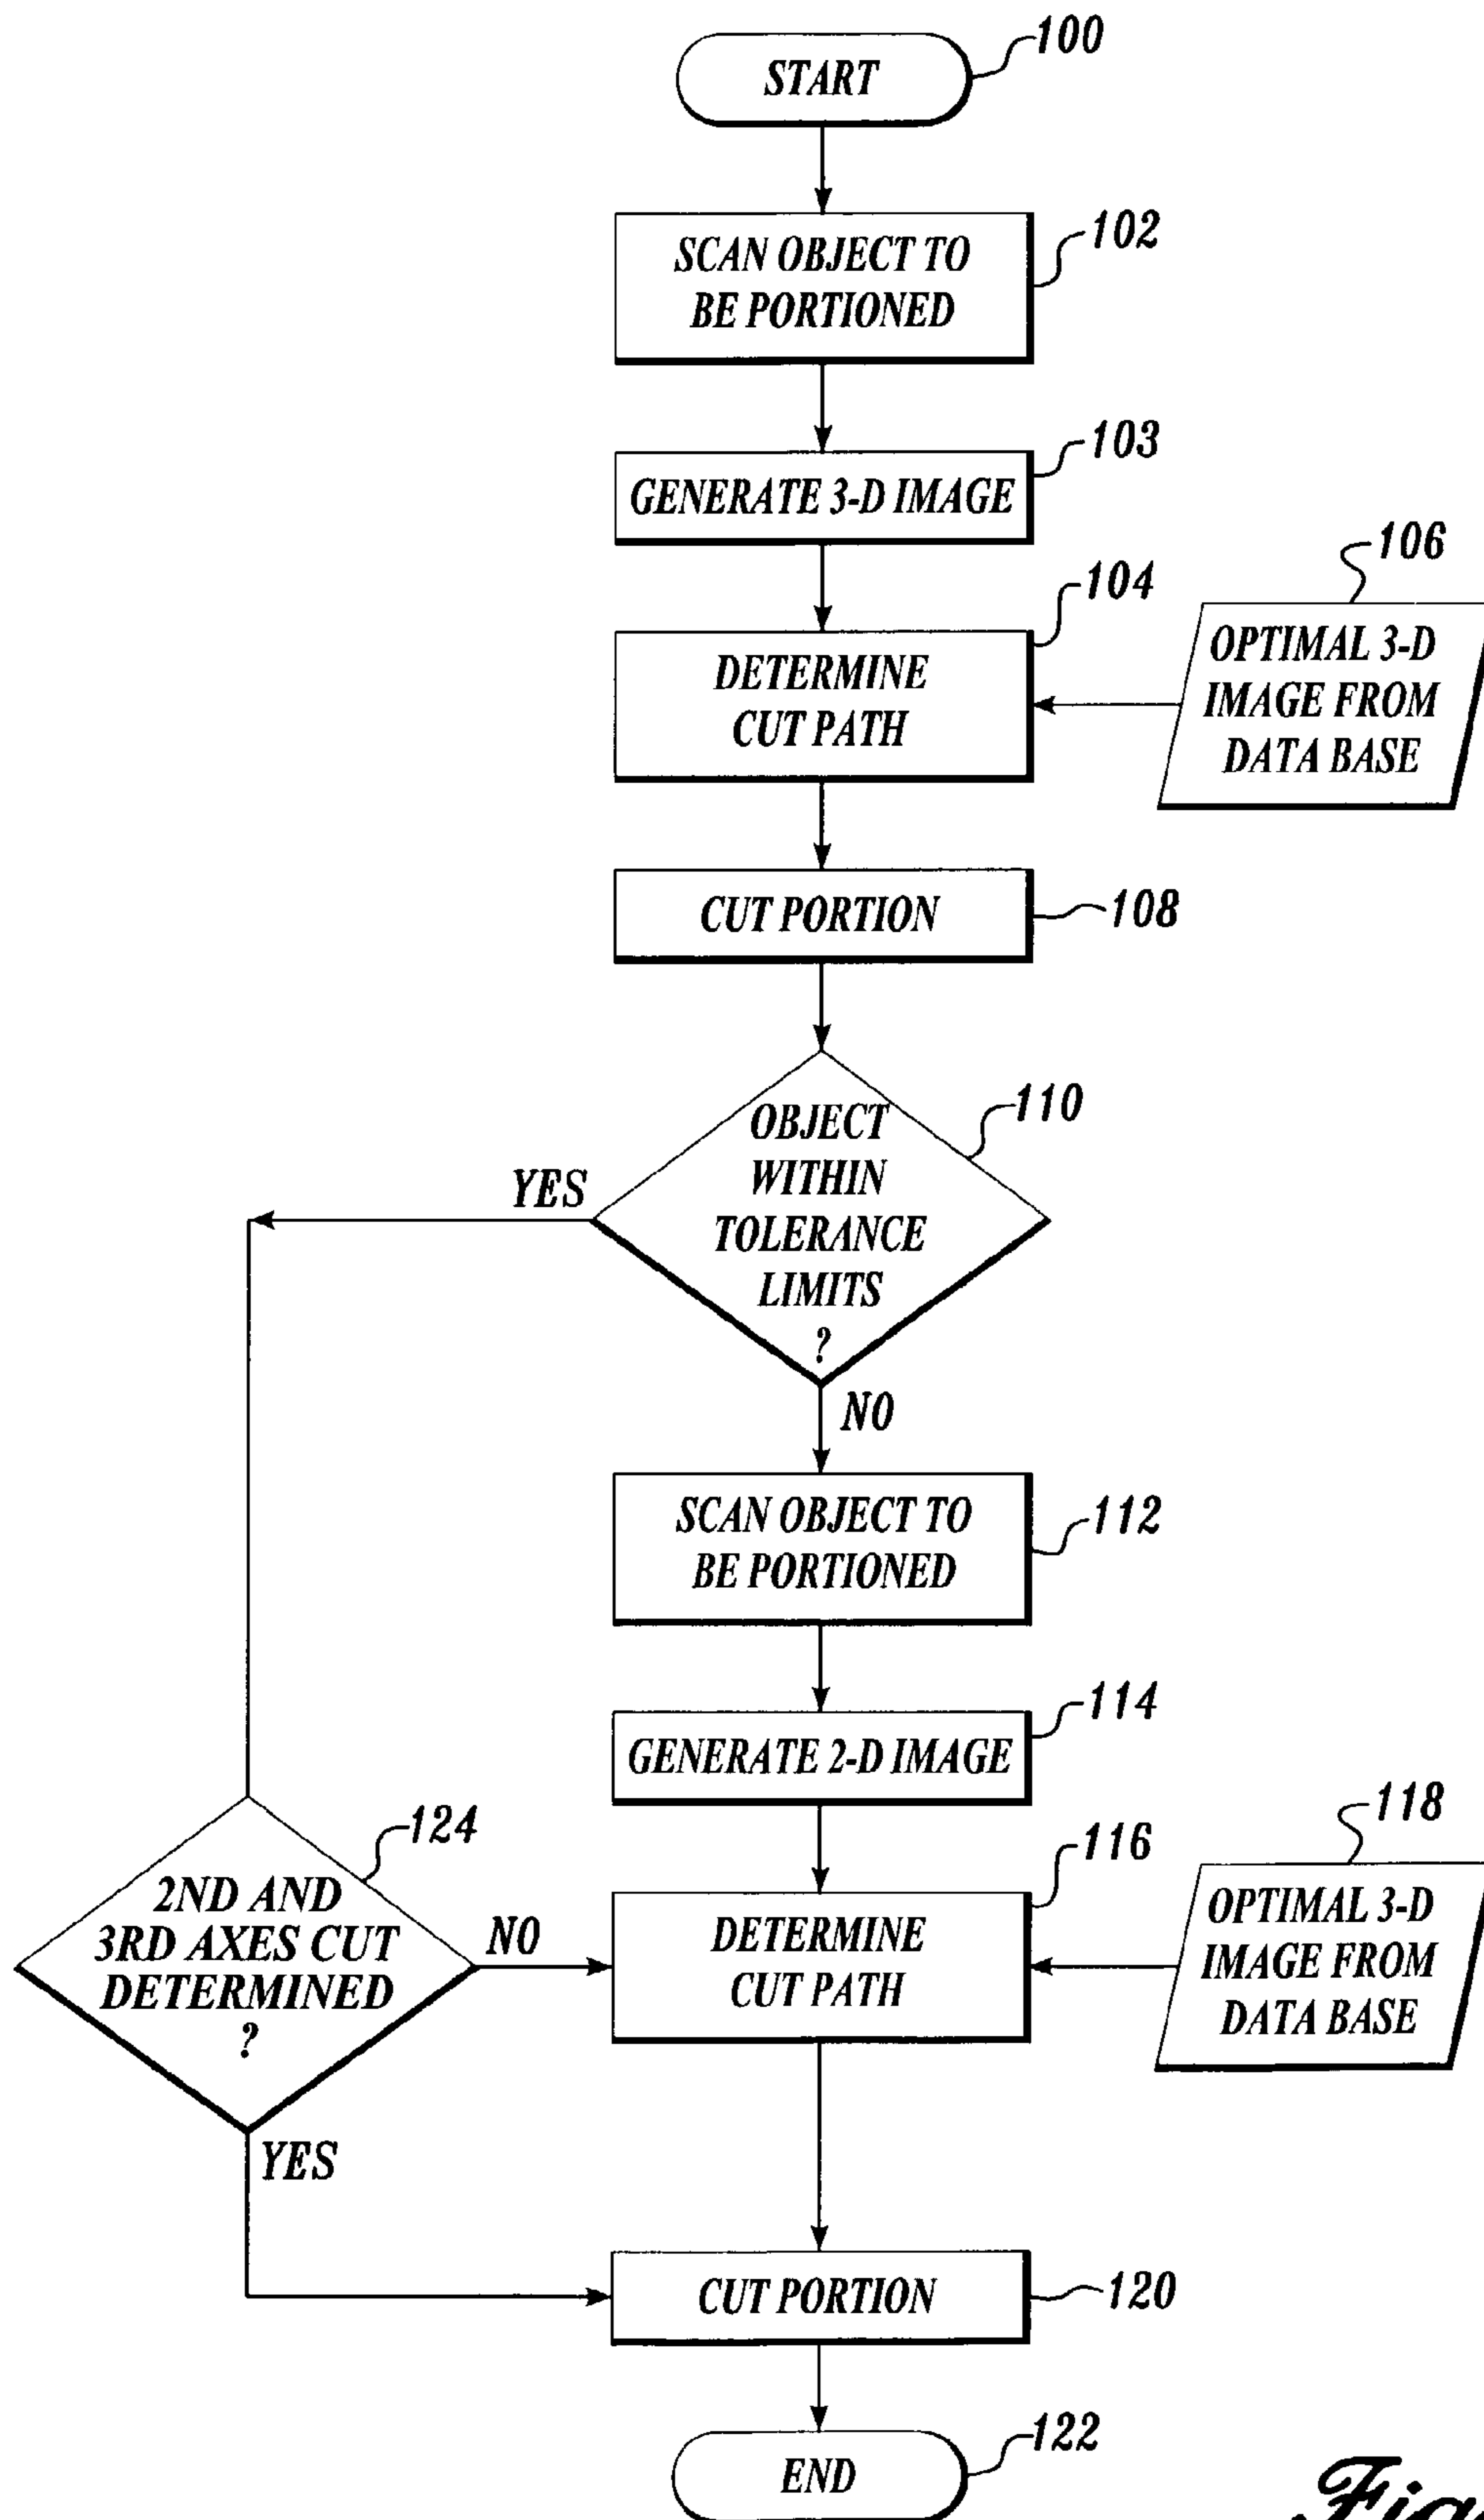 START
100
SCAN OBJECT TO
BE PORTIONED
102
GENERATE 3-D IMAGE
103
DETERMINE
CUT PATH
104
OPTIMAL 3-D
IMAGE FROM
DATA BASE
106
CUT PORTION
108
OBJECT
WITHIN
TOLERANCE
LIMITS
?
110
YES
NO
SCAN OBJECT TO
BE PORTIONED
112
GENERATE 2-D IMAGE
114
2ND AND
3RD AXES CUT
DETERMINED
?
124
NO
YES
DETERMINE
CUT PATH
116
OPTIMAL 3-D
IMAGE FROM
DATA BASE
118
CUT PORTION
120
END
122
Fig